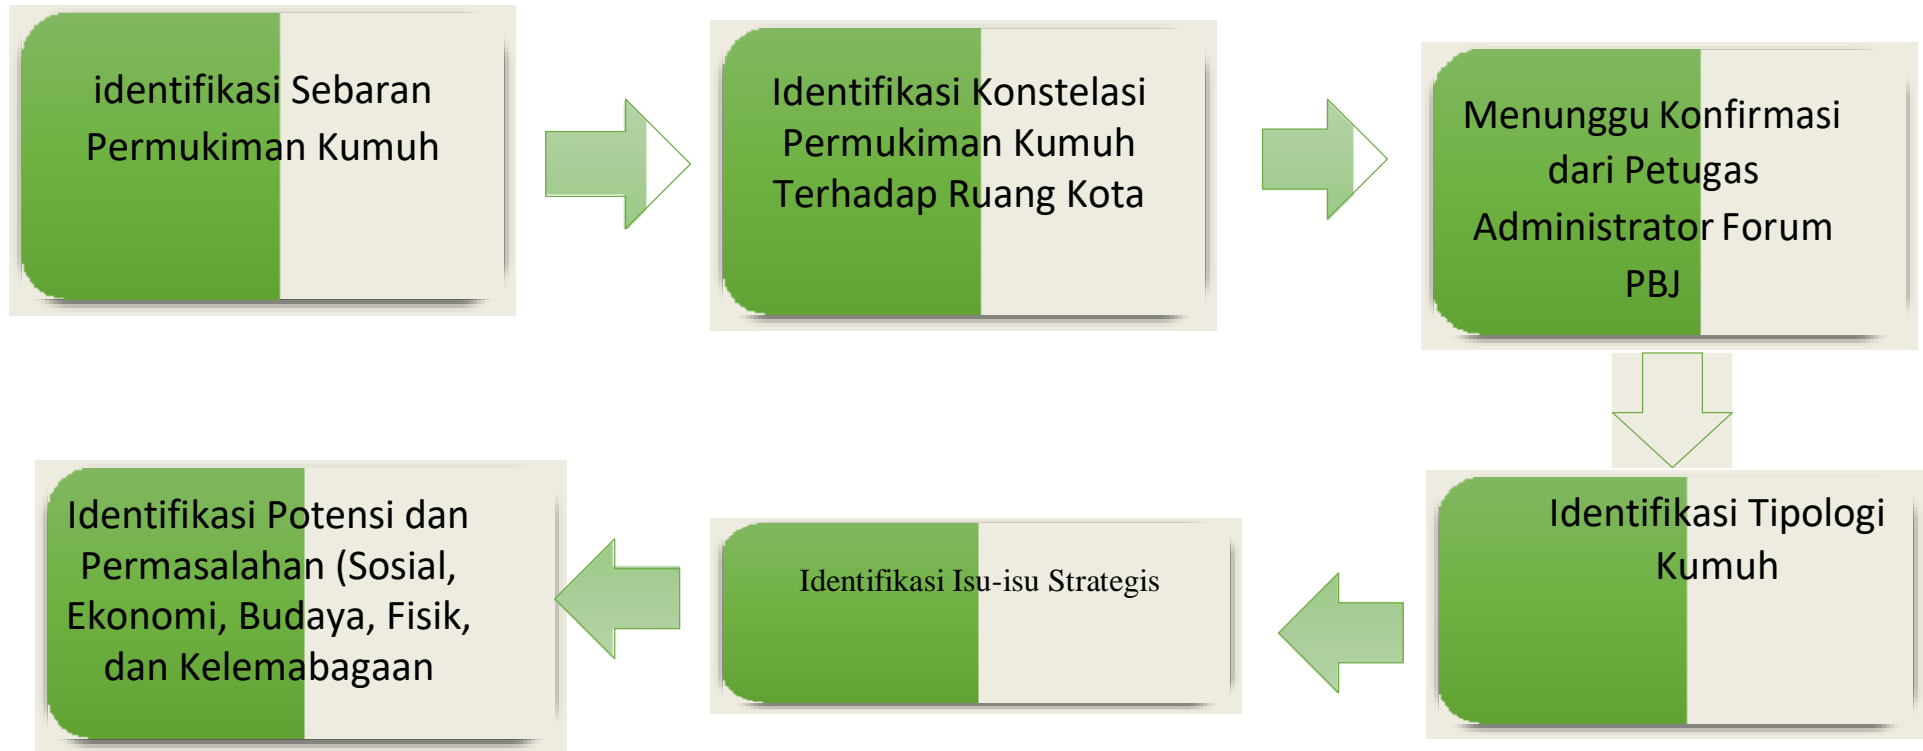 identifikasi Sebaran
Permukiman Kumuh
Identifikasi Konstelasi
Permukiman Kumuh
Terhadap Ruang Kota
Menunggu Konfirmasi
dari Petugas
Administrator Forum
PBJ
Identifikasi Tipologi
Kumuh
Identifikasi Isu-isu Strategis
Identifikasi Potensi dan
Permasalahan (Sosial,
Ekonomi, Budaya, Fisik,
dan Kelemabagaan